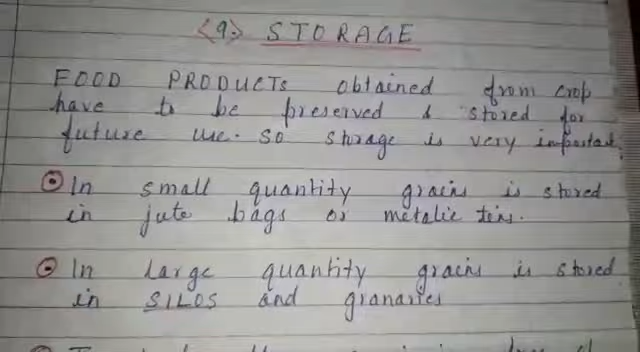 <9.> STORAGE
FOOD PRODUCTS obtained from crop
have to be preserved & stored for
future use. SO storage is very important
In small quantity grains is stored
in jute bags or metalic tins.
In large quantity grains is stored
in SILOS and granaries